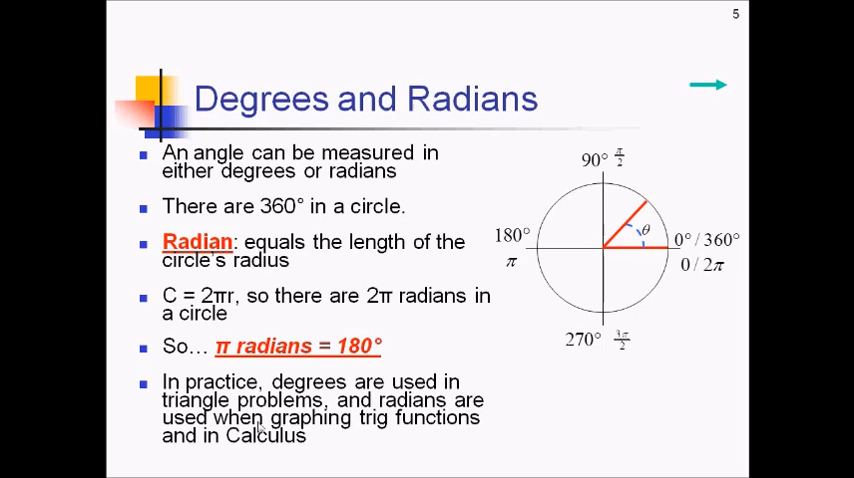 5
Degrees and Radians
An angle can be measured in
either degrees or radians
There are 360° in a circle.
Radian: equals the length of the
circle's radius
C = 2πr, so there are 2π radians in
a circle
So… π radians = 180°
In practice, degrees are used in
triangle problems, and radians are
used when graphing trig functions
and in Calculus
90° π/2
θ
180°
π
0° / 360°
0 / 2π
270° 3π/2